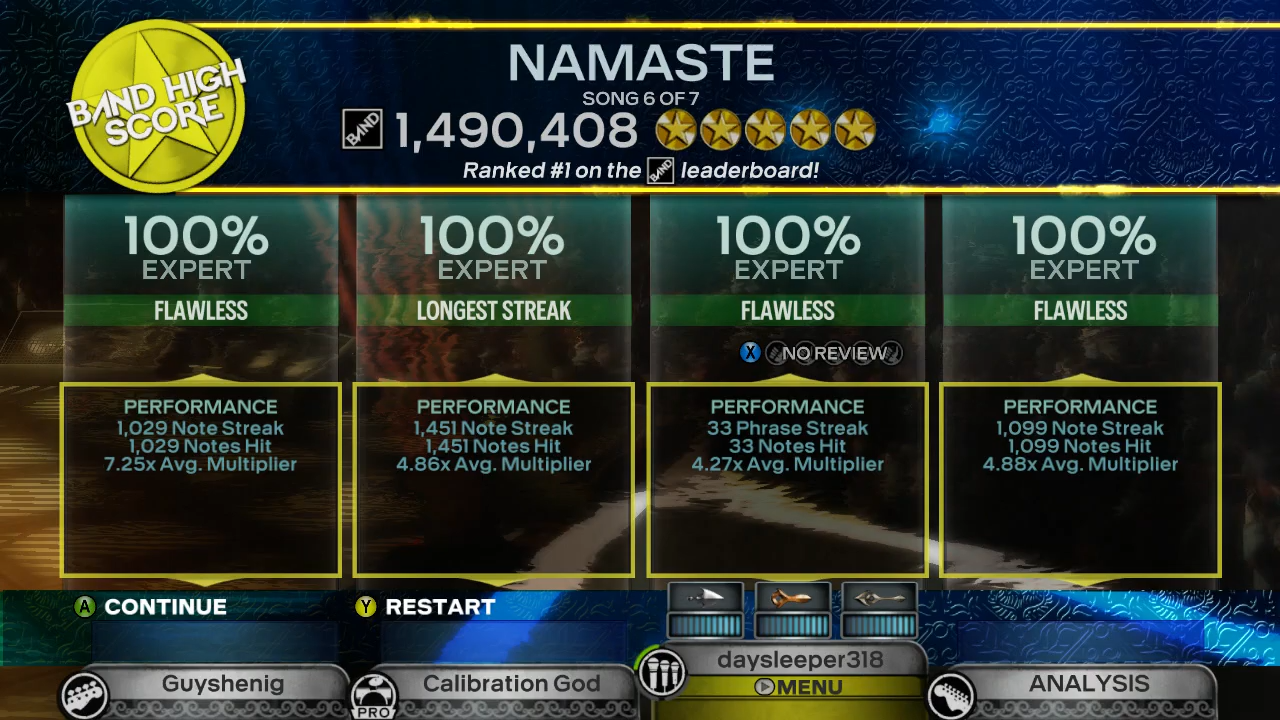 BAND HIGH
SCORE
NAMASTE
SONG 6 OF 7
BAND 1,490,408
Ranked #1 on the BAND leaderboard!
100% 100% 100% 100%
EXPERT EXPERT EXPERT EXPERT
FLAWLESS LONGEST STREAK FLAWLESS FLAWLESS
X NO REVIEW
PERFORMANCE
1,029 Note Streak
1,029 Notes Hit
7.25x Avg. Multiplier
PERFORMANCE
1,451 Note Streak
1,451 Notes Hit
4.86x Avg. Multiplier
PERFORMANCE
33 Phrase Streak
33 Notes Hit
4.27x Avg. Multiplier
PERFORMANCE
1,099 Note Streak
1,099 Notes Hit
4.88x Avg. Multiplier
A CONTINUE Y RESTART
Guyshenig
PRO Calibration God
daysleeper318
MENU
ANALYSIS